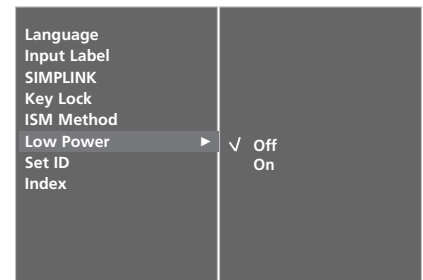 Language
Input Label
SIMPLINK
Key Lock
ISM Method
Low Power ►
Set ID
Index
√ Off
On